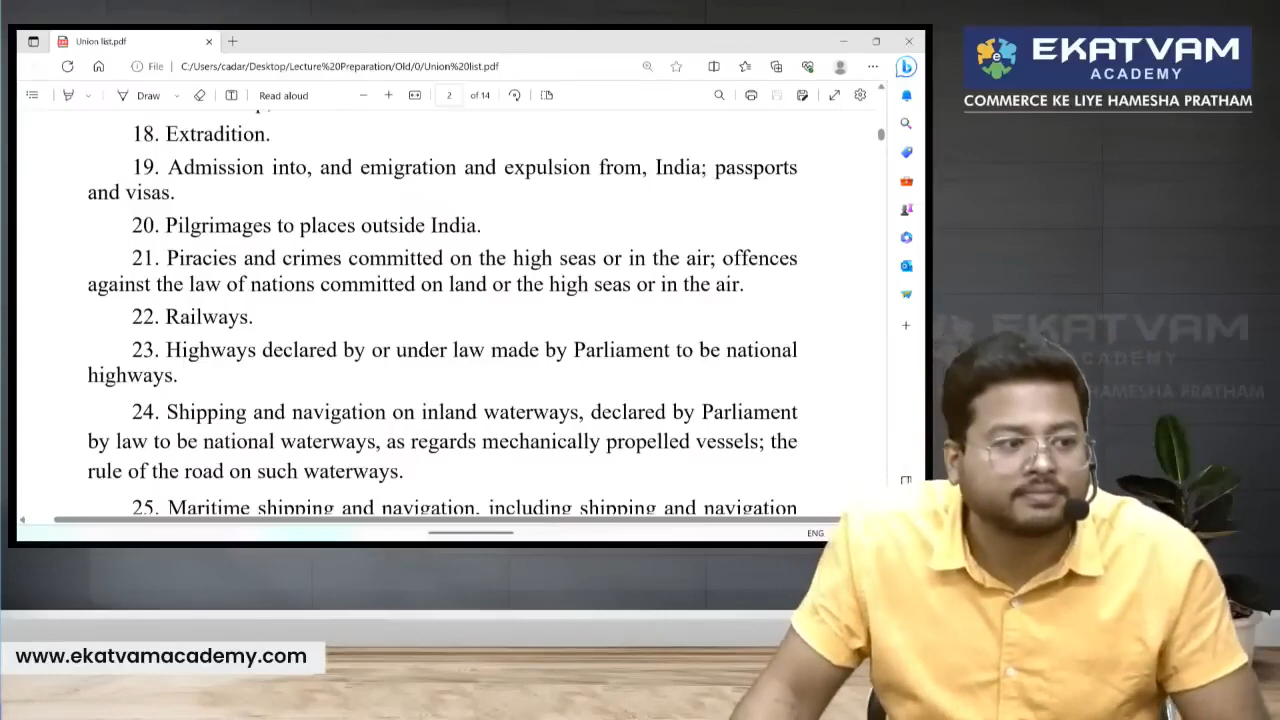 Union list.pdf
File
C:/Users/cadar/Desktop/Lecture%20Preparation/Old/0/Union%20list.pdf
Draw
Read aloud
2
of 14
18. Extradition.
19. Admission into, and emigration and expulsion from, India; passports
and visas.
20. Pilgrimages to places outside India.
21. Piracies and crimes committed on the high seas or in the air; offences
against the law of nations committed on land or the high seas or in the air.
22. Railways.
23. Highways declared by or under law made by Parliament to be national
highways.
24. Shipping and navigation on inland waterways, declared by Parliament
by law to be national waterways, as regards mechanically propelled vessels; the
rule of the road on such waterways.
25. Maritime shipping and navigation, including shipping and navigation
ENG
EKATVAM
ACADEMY
COMMERCE KE LIYE HAMESHA PRATHAM
EKATVAM
ACADEMY
HAMESHA PRATHAM
www.ekatvamacademy.com